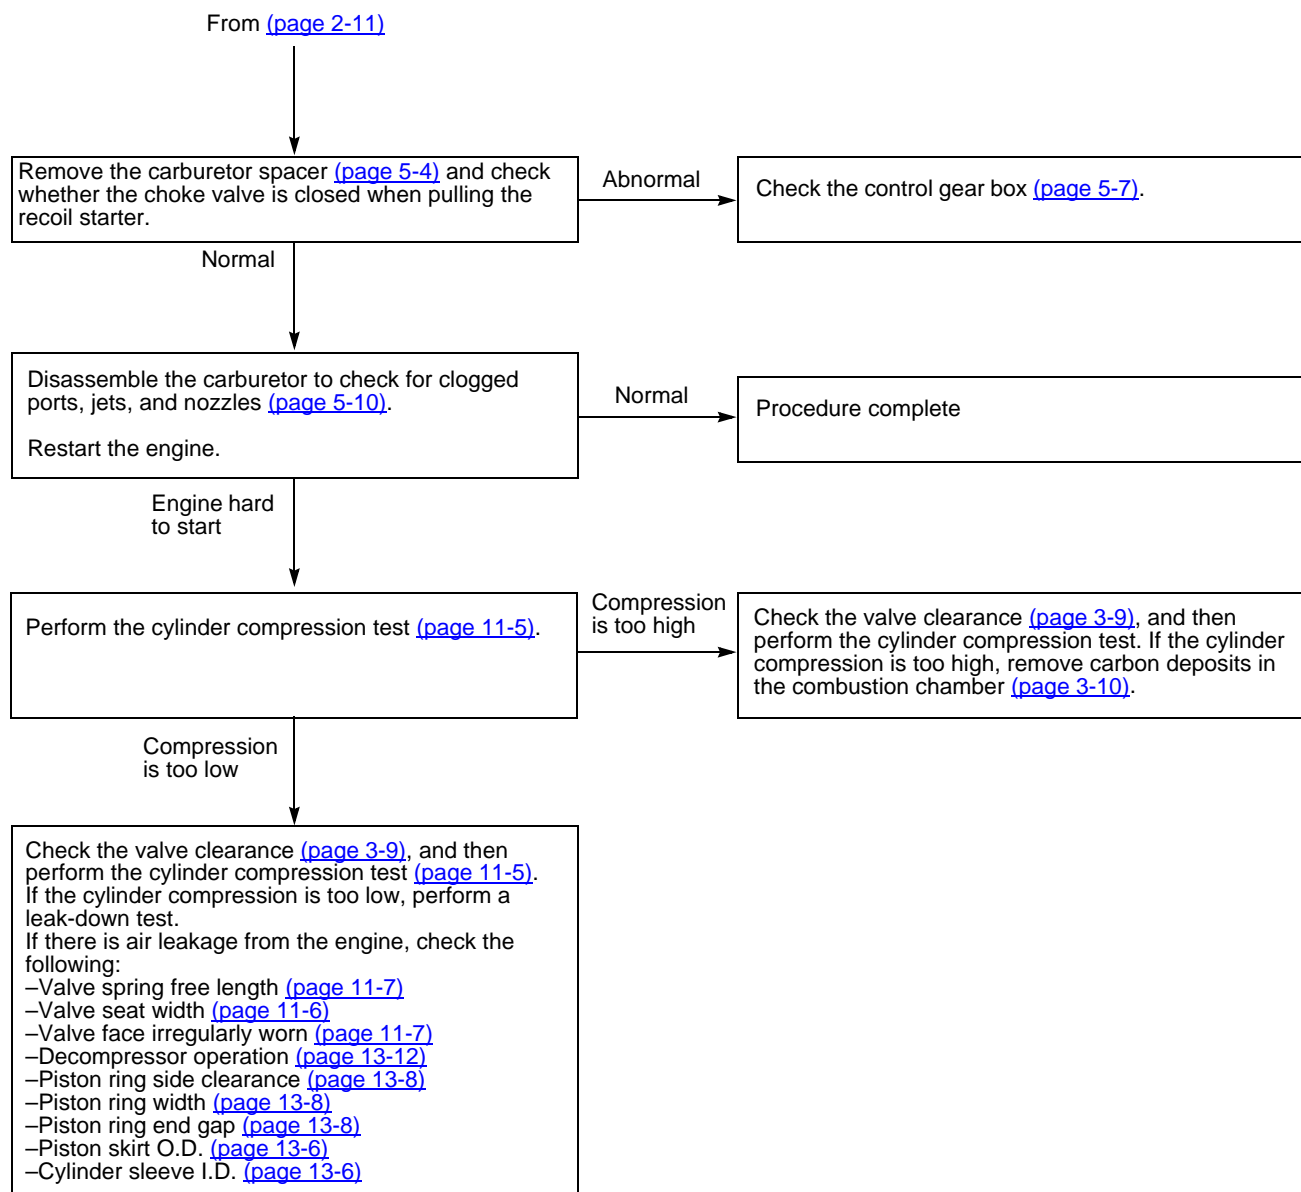 From (page 2-11)
Remove the carburetor spacer (page 5-4) and check
whether the choke valve is closed when pulling the
recoil starter.
Abnormal
Check the control gear box (page 5-7).
Normal
Disassemble the carburetor to check for clogged
ports, jets, and nozzles (page 5-10).
Restart the engine.
Normal
Procedure complete
Engine hard
to start
Perform the cylinder compression test (page 11-5).
Compression
is too high
Check the valve clearance (page 3-9), and then
perform the cylinder compression test. If the cylinder
compression is too high, remove carbon deposits in
the combustion chamber (page 3-10).
Compression
is too low
Check the valve clearance (page 3-9), and then
perform the cylinder compression test (page 11-5).
If the cylinder compression is too low, perform a
leak-down test.
If there is air leakage from the engine, check the
following:
–Valve spring free length (page 11-7)
–Valve seat width (page 11-6)
–Valve face irregularly worn (page 11-7)
–Decompressor operation (page 13-12)
–Piston ring side clearance (page 13-8)
–Piston ring width (page 13-8)
–Piston ring end gap (page 13-8)
–Piston skirt O.D. (page 13-6)
–Cylinder sleeve I.D. (page 13-6)